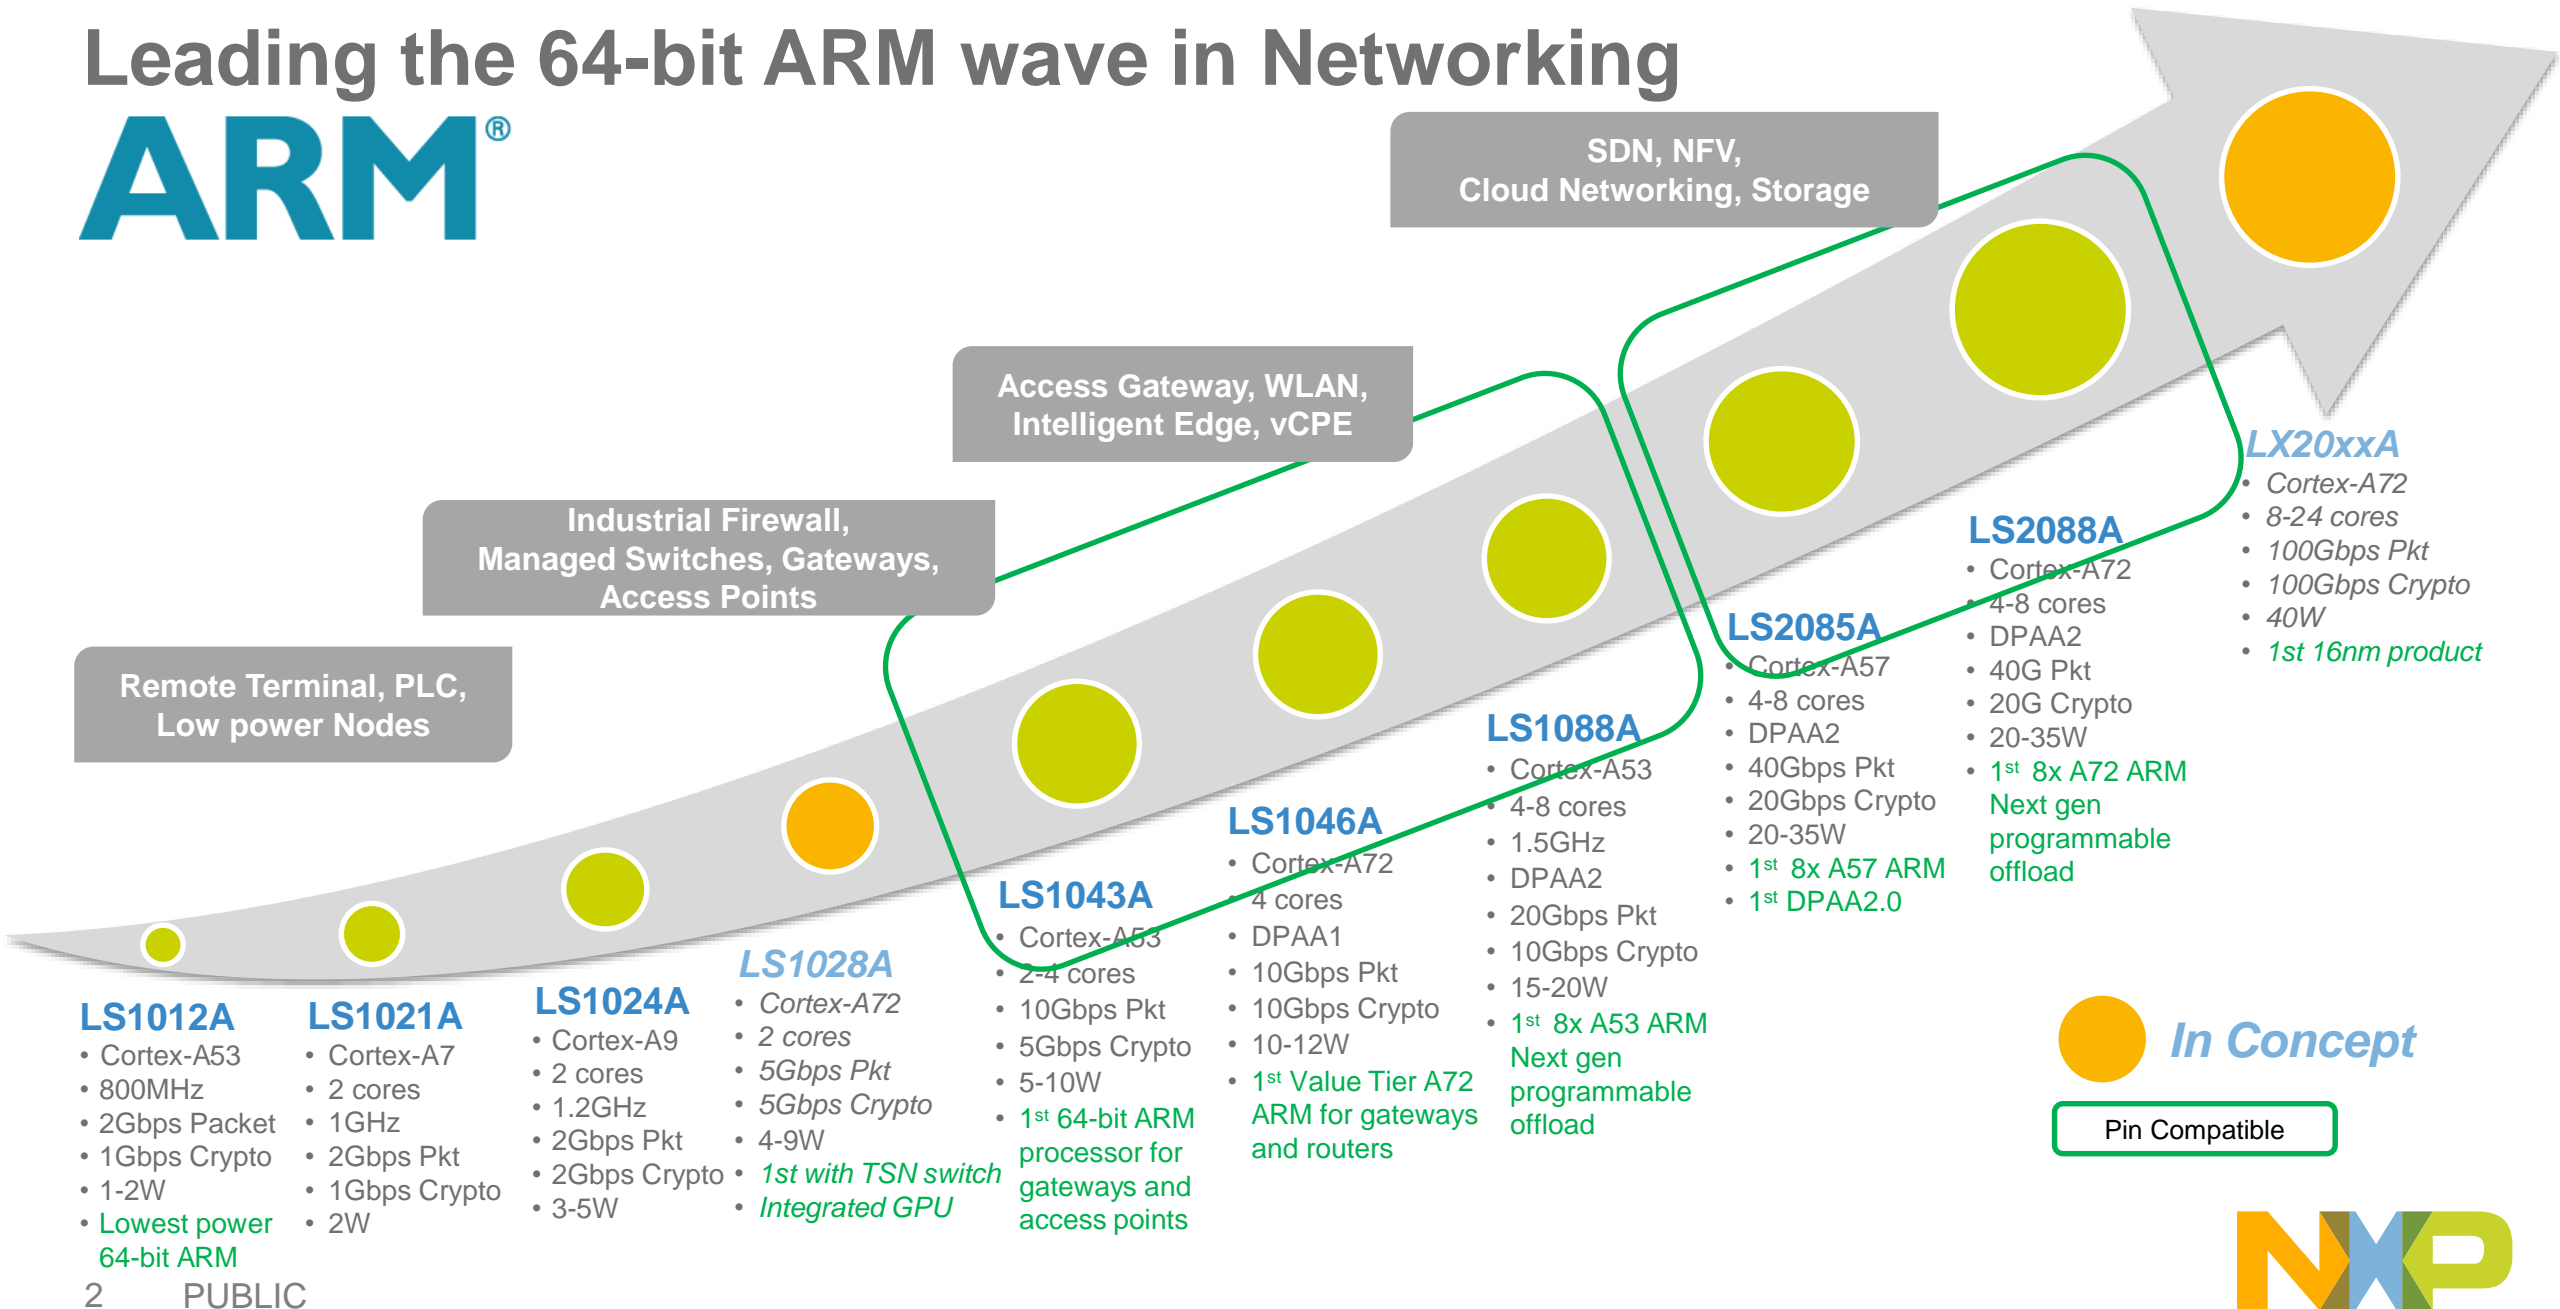 Leading the 64-bit ARM wave in Networking
ARM®
SDN, NFV,
Cloud Networking, Storage
Access Gateway, WLAN,
Intelligent Edge, vCPE
Industrial Firewall,
Managed Switches, Gateways,
Access Points
Remote Terminal, PLC,
Low power Nodes
LS1012A
• Cortex-A53
• 800MHz
• 2Gbps Packet
• 1Gbps Crypto
• 1-2W
• Lowest power
64-bit ARM
LS1021A
• Cortex-A7
• 2 cores
• 1GHz
• 2Gbps Pkt
• 1Gbps Crypto
• 2W
LS1024A
• Cortex-A9
• 2 cores
• 1.2GHz
• 2Gbps Pkt
• 2Gbps Crypto
• 3-5W
LS1028A
• Cortex-A72
• 2 cores
• 5Gbps Pkt
• 5Gbps Crypto
• 4-9W
• 1st with TSN switch
• Integrated GPU
LS1043A
• Cortex-A53
• 2-4 cores
• 10Gbps Pkt
• 5Gbps Crypto
• 5-10W
• 1st 64-bit ARM
processor for
gateways and
access points
LS1046A
• Cortex-A72
• 4 cores
• DPAA1
• 10Gbps Pkt
• 10Gbps Crypto
• 10-12W
• 1st Value Tier A72
ARM for gateways
and routers
LS1088A
• Cortex-A53
• 4-8 cores
• 1.5GHz
• DPAA2
• 20Gbps Pkt
• 10Gbps Crypto
• 15-20W
• 1st 8x A53 ARM
Next gen
programmable
offload
LS2085A
• Cortex-A57
• 4-8 cores
• DPAA2
• 40Gbps Pkt
• 20Gbps Crypto
• 20-35W
• 1st 8x A57 ARM
• 1st DPAA2.0
LS2088A
• Cortex-A72
• 4-8 cores
• DPAA2
• 40G Pkt
• 20G Crypto
• 20-35W
• 1st 8x A72 ARM
Next gen
programmable
offload
LX20xxA
• Cortex-A72
• 8-24 cores
• 100Gbps Pkt
• 100Gbps Crypto
• 40W
• 1st 16nm product
In Concept
Pin Compatible
NXP
2 PUBLIC